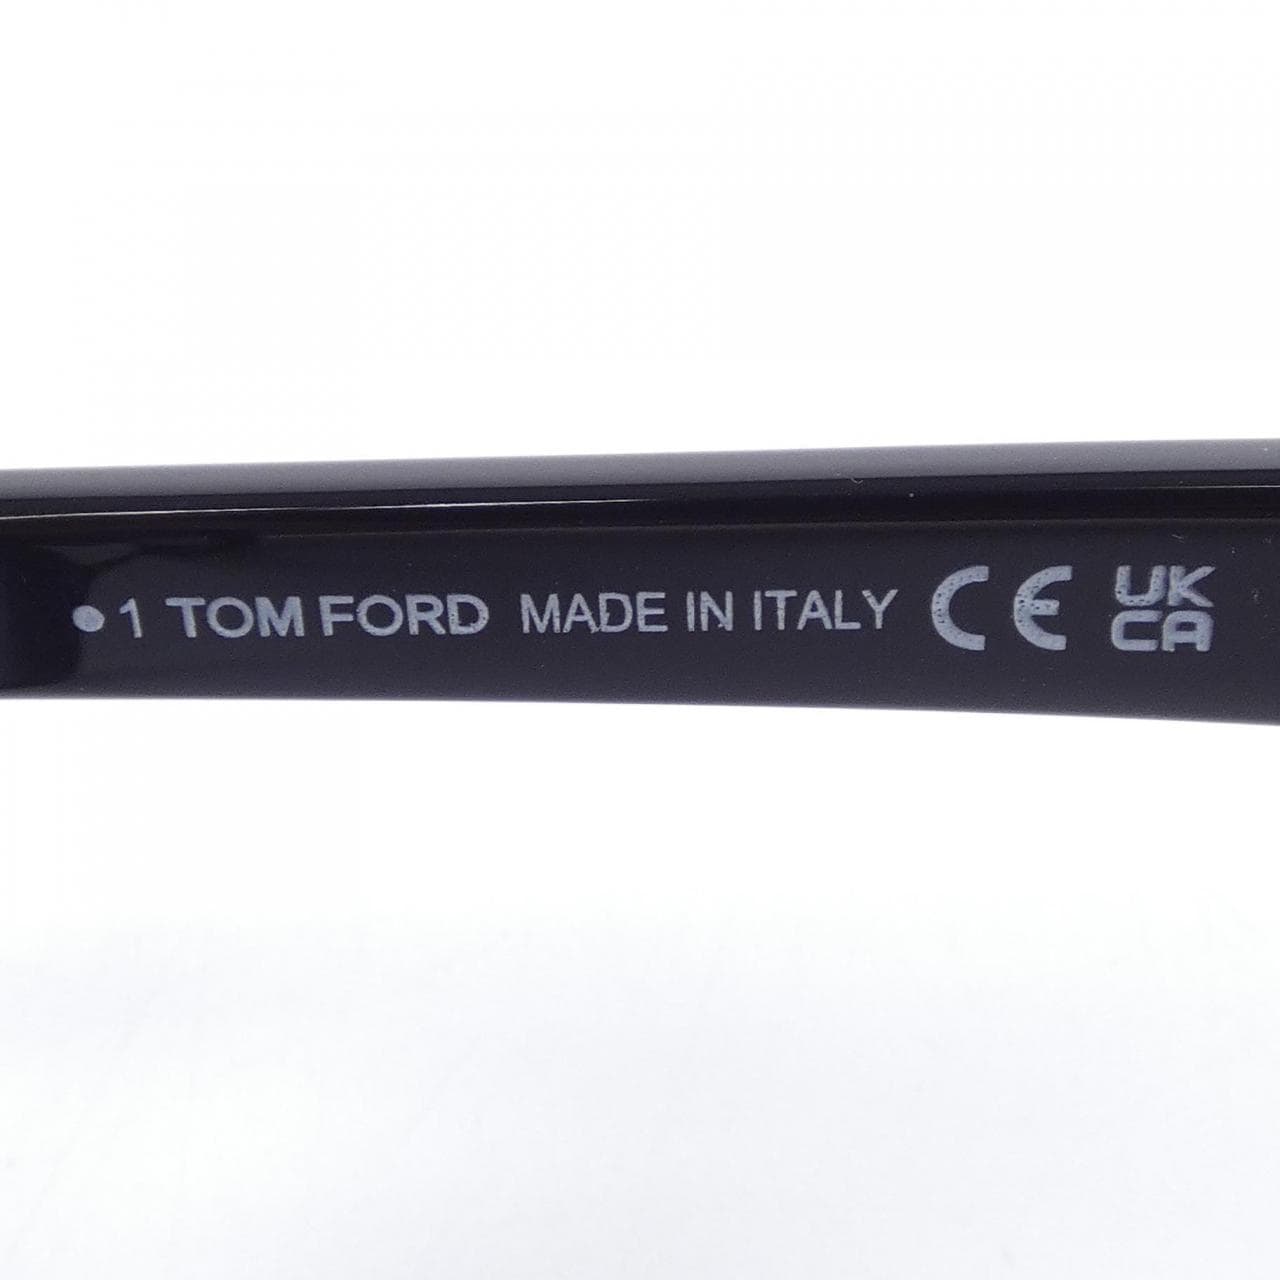 •1 TOM FORD MADE IN ITALY CE UK
CA